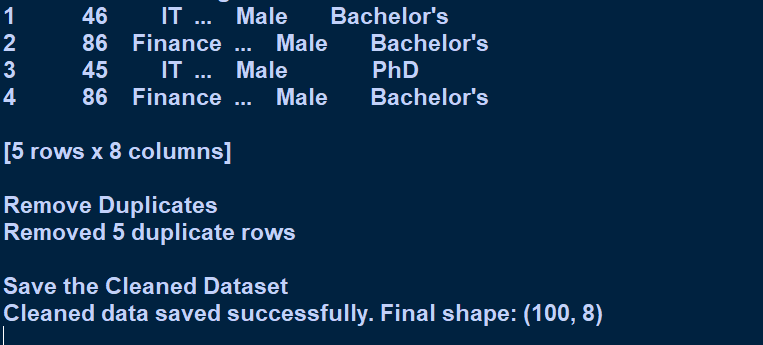 1 46 IT ... Male Bachelor's
2 86 Finance ... Male Bachelor's
3 45 IT ... Male PhD
4 86 Finance ... Male Bachelor's
[5 rows x 8 columns]
Remove Duplicates
Removed 5 duplicate rows
Save the Cleaned Dataset
Cleaned data saved successfully. Final shape: (100, 8)